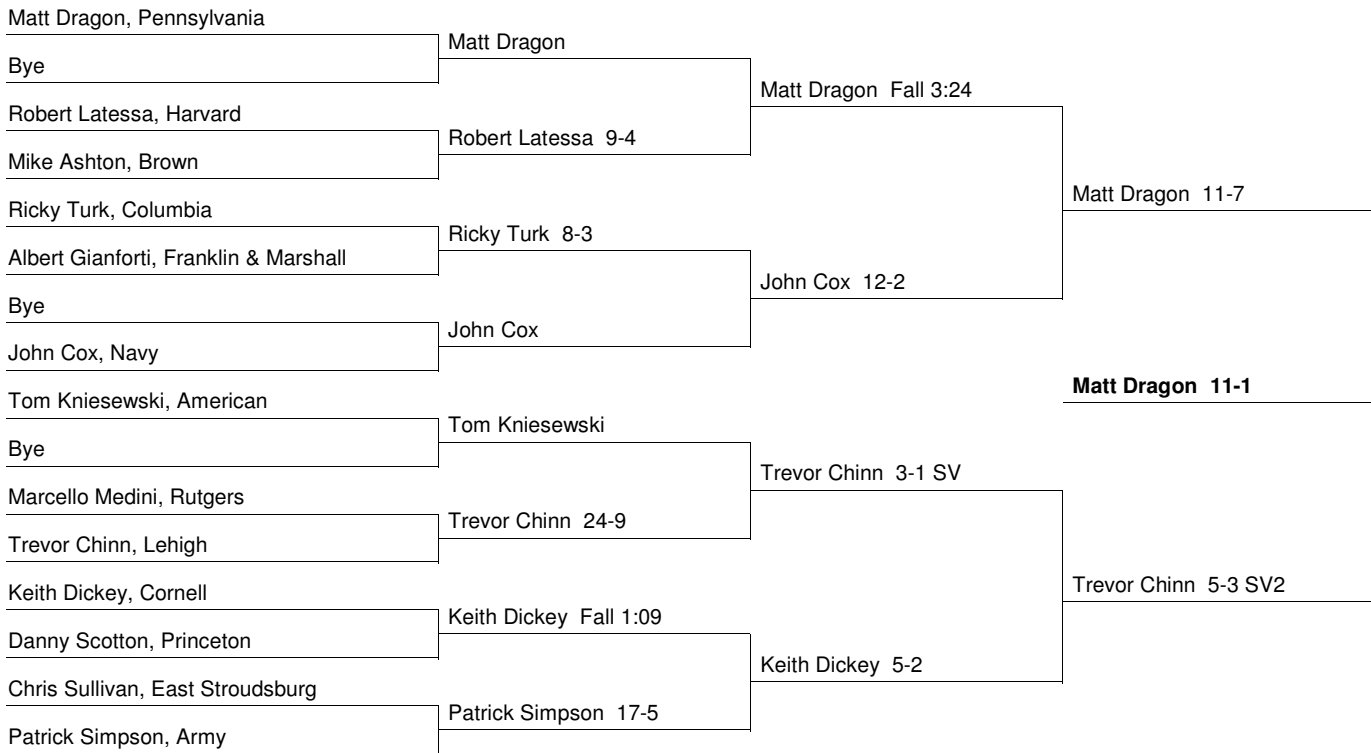 Matt Dragon, Pennsylvania
Bye
Robert Latessa, Harvard
Mike Ashton, Brown
Ricky Turk, Columbia
Albert Gianforti, Franklin & Marshall
Bye
John Cox, Navy
Tom Kniesewski, American
Bye
Marcello Medini, Rutgers
Trevor Chinn, Lehigh
Keith Dickey, Cornell
Danny Scotton, Princeton
Chris Sullivan, East Stroudsburg
Patrick Simpson, Army
Matt Dragon
Robert Latessa 9-4
Ricky Turk 8-3
John Cox
Tom Kniesewski
Trevor Chinn 24-9
Keith Dickey Fall 1:09
Patrick Simpson 17-5
Matt Dragon Fall 3:24
John Cox 12-2
Trevor Chinn 3-1 SV
Keith Dickey 5-2
Matt Dragon 11-7
Matt Dragon 11-1
Trevor Chinn 5-3 SV2